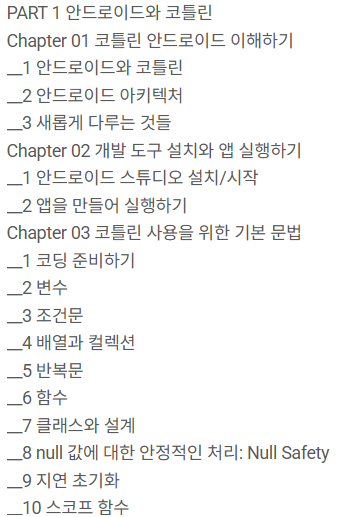 PART 1 안드로이드와 코틀린
Chapter 01 코틀린 안드로이드 이해하기
__1 안드로이드와 코틀린
__2 안드로이드 아키텍처
__3 새롭게 다루는 것들
Chapter 02 개발 도구 설치와 앱 실행하기
__1 안드로이드 스튜디오 설치/시작
__2 앱을 만들어 실행하기
Chapter 03 코틀린 사용을 위한 기본 문법
__1 코딩 준비하기
__2 변수
__3 조건문
__4 배열과 컬렉션
__5 반복문
__6 함수
__7 클래스와 설계
__8 null 값에 대한 안정적인 처리: Null Safety
__9 지연 초기화
__10 스코프 함수